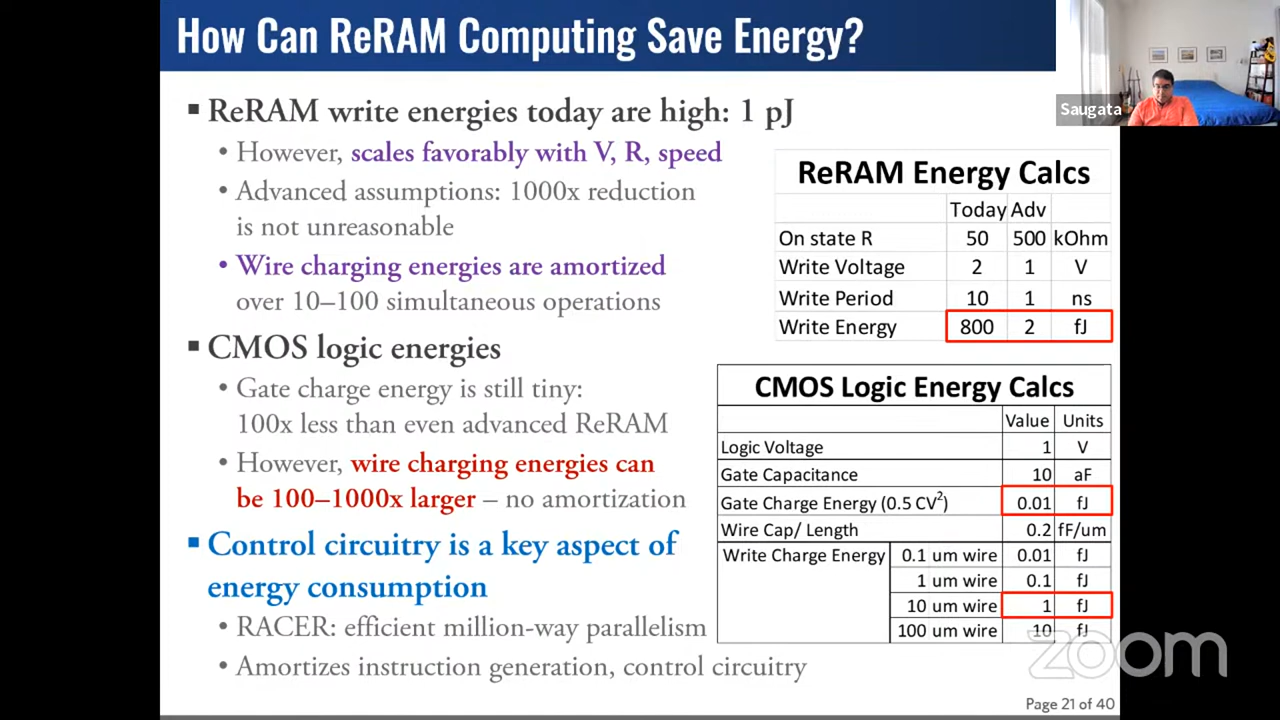 How Can ReRAM Computing Save Energy?
Saugata
▪ ReRAM write energies today are high: 1 pJ
• However, scales favorably with V, R, speed
• Advanced assumptions: 1000x reduction
is not unreasonable
• Wire charging energies are amortized
over 10–100 simultaneous operations
▪ CMOS logic energies
• Gate charge energy is still tiny:
100x less than even advanced ReRAM
• However, wire charging energies can
be 100–1000x larger – no amortization
▪ Control circuitry is a key aspect of
energy consumption
• RACER: efficient million-way parallelism
• Amortizes instruction generation, control circuitry
ReRAM Energy Calcs
Today Adv
On state R 50 500 kOhm
Write Voltage 2 1 V
Write Period 10 1 ns
Write Energy 800 2 fJ
CMOS Logic Energy Calcs
Value Units
Logic Voltage 1 V
Gate Capacitance 10 aF
Gate Charge Energy (0.5 CV²) 0.01 fJ
Wire Cap/ Length 0.2 fF/um
Write Charge Energy 0.1 um wire 0.01 fJ
1 um wire 0.1 fJ
10 um wire 1 fJ
100 um wire 10 fJ
zoom
Page 21 of 40